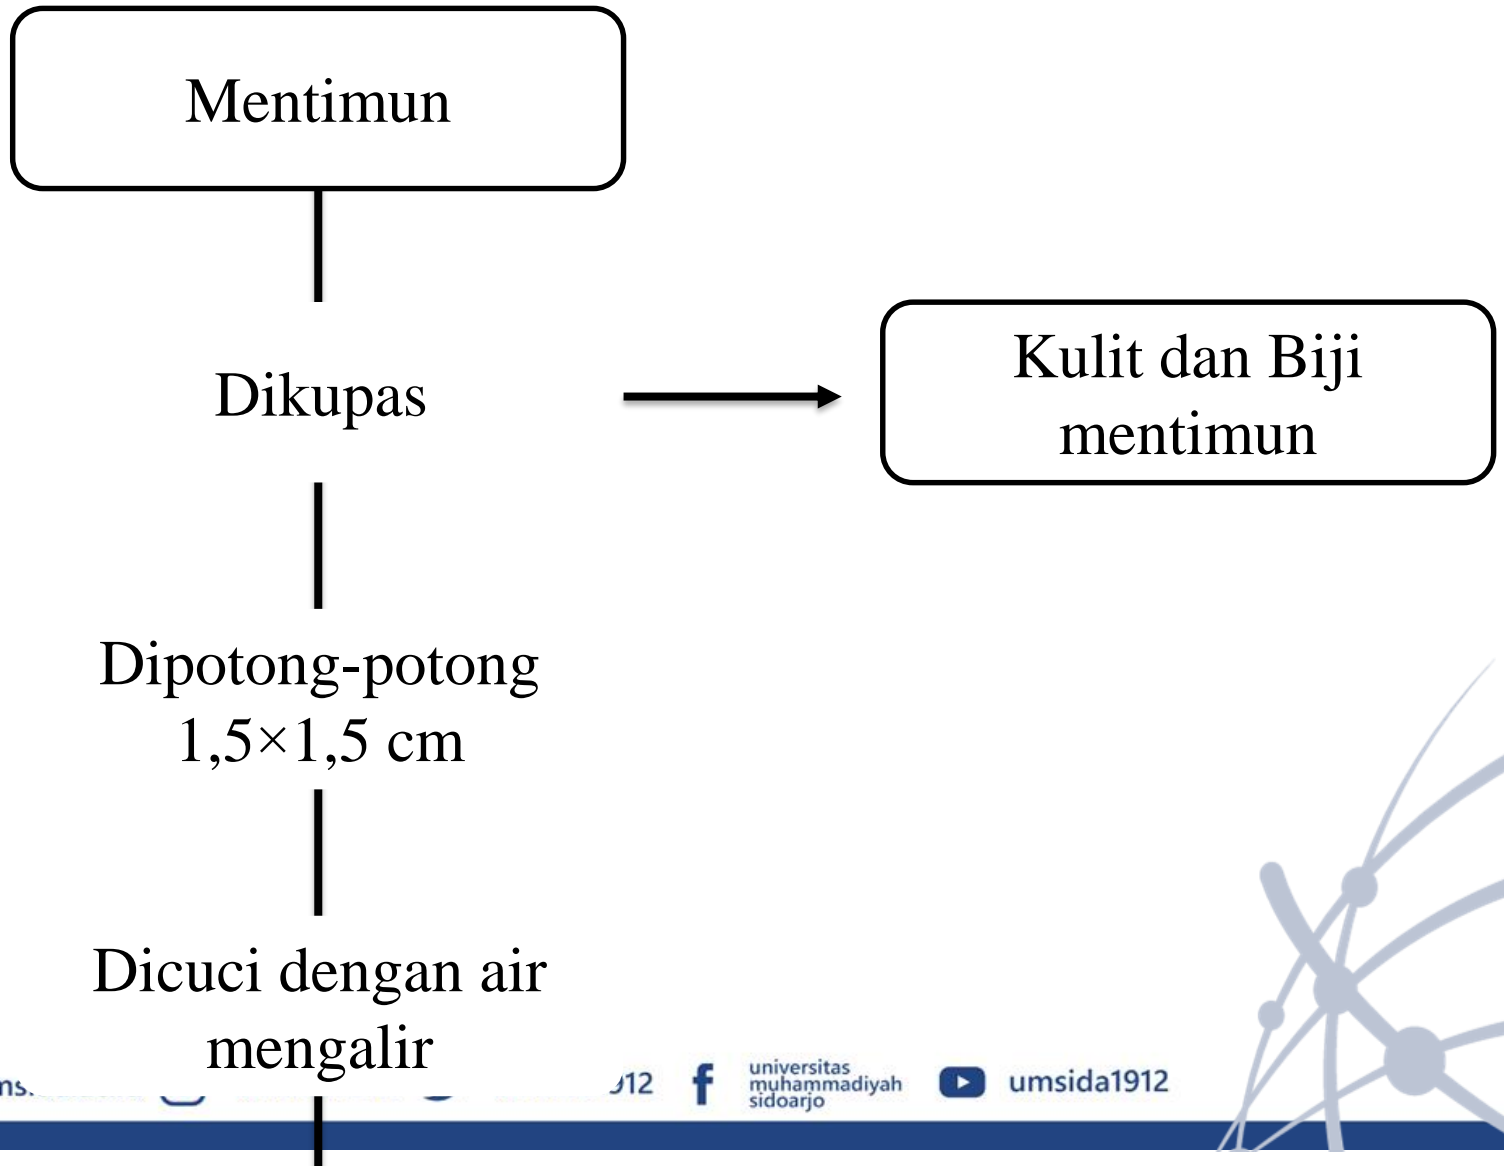 Mentimun
Dikupas
Kulit dan Biji
mentimun
Dipotong-potong
1,5×1,5 cm
Dicuci dengan air
mengalir
universitas
muhammadiyah
sidoarjo
umsida1912